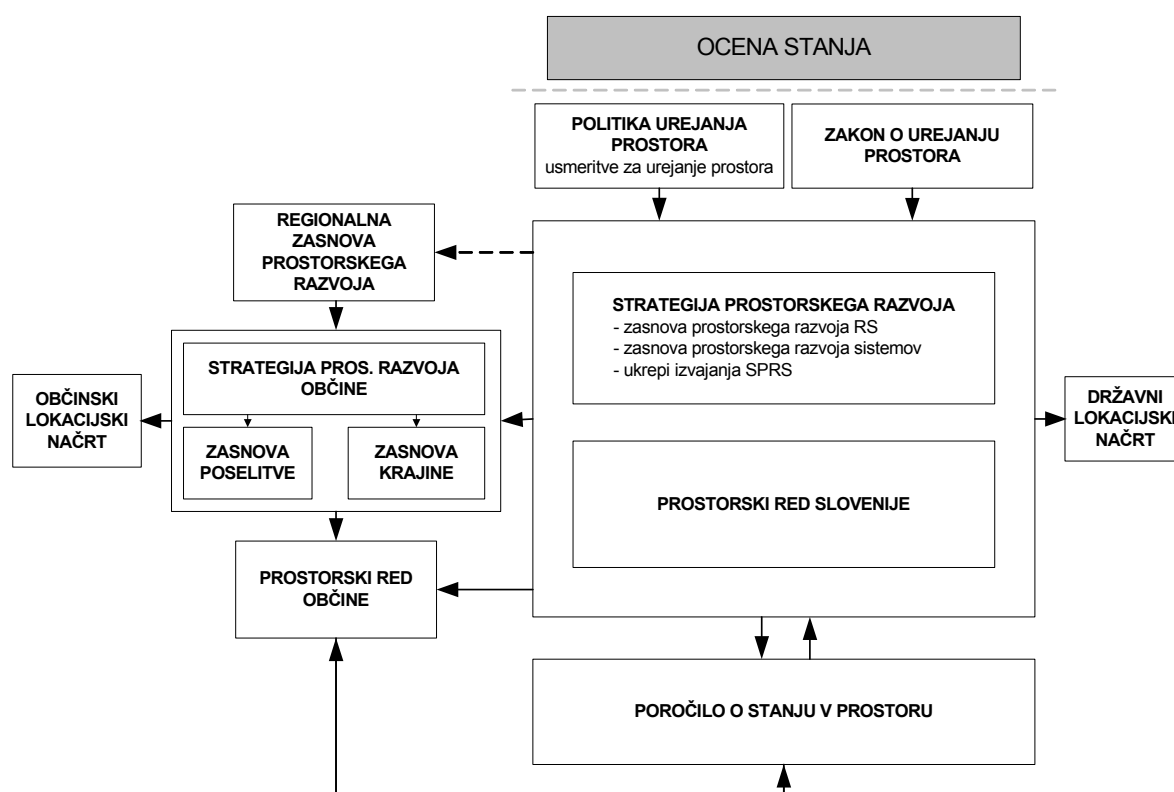 OCENA STANJA
POLITIKA UREJANJA
PROSTORA
usmeritve za urejanje prostora
ZAKON O UREJANJU
PROSTORA
REGIONALNA
ZASNOVA
PROSTORSKEGA
RAZVOJA
STRATEGIJA PROSTORSKEGA RAZVOJA
- zasnova prostorskega razvoja RS
- zasnova prostorskega razvoja sistemov
- ukrepi izvajanja SPRS
STRATEGIJA PROS. RAZVOJA
OBČINE
OBČINSKI
LOKACIJSKI
NAČRT
ZASNOVA
POSELITVE
ZASNOVA
KRAJINE
DRŽAVNI
LOKACIJSKI
NAČRT
PROSTORSKI RED SLOVENIJE
PROSTORSKI RED
OBČINE
POROČILO O STANJU V PROSTORU